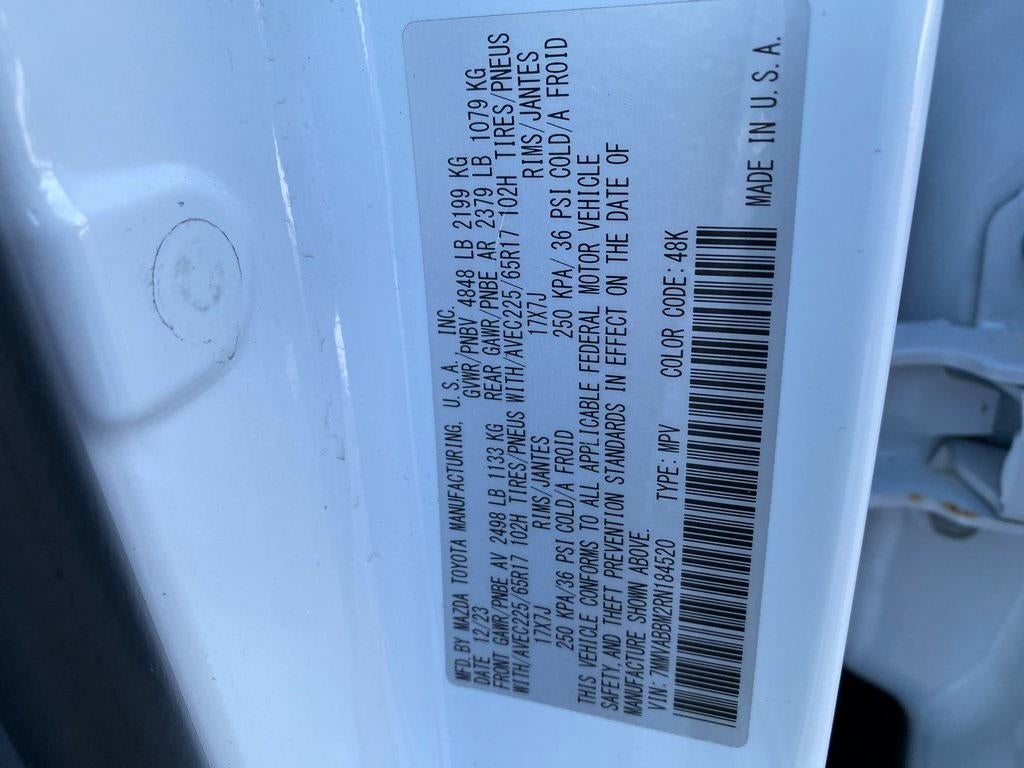 MFD. BY MAZDA TOYOTA MANUFACTURING, U.S.A. INC.
DATE 12/23 GVWR/PNBV 4848 LB 2199 KG
FRONT GAWR/PNBE AV 2498 LB 1133 KG REAR GAWR/PNBE AR 2379 LB 1079 KG
WITH/AVEC225/65R17 102H TIRES/PNEUS WITH/AVEC225/65R17 102H TIRES/PNEUS
17X7J RIMS/JANTES 17X7J RIMS/JANTES
250 KPA/36 PSI COLD/A FROID 250 KPA/ 36 PSI COLD/A FROID
THIS VEHICLE CONFORMS TO ALL APPLICABLE FEDERAL MOTOR VEHICLE
SAFETY, AND THEFT PREVENTION STANDARDS IN EFFECT ON THE DATE OF
MANUFACTURE SHOWN ABOVE.
VIN: 7MMVABBM2RN184520 TYPE: MPV COLOR CODE: 48K
MADE IN U.S.A.